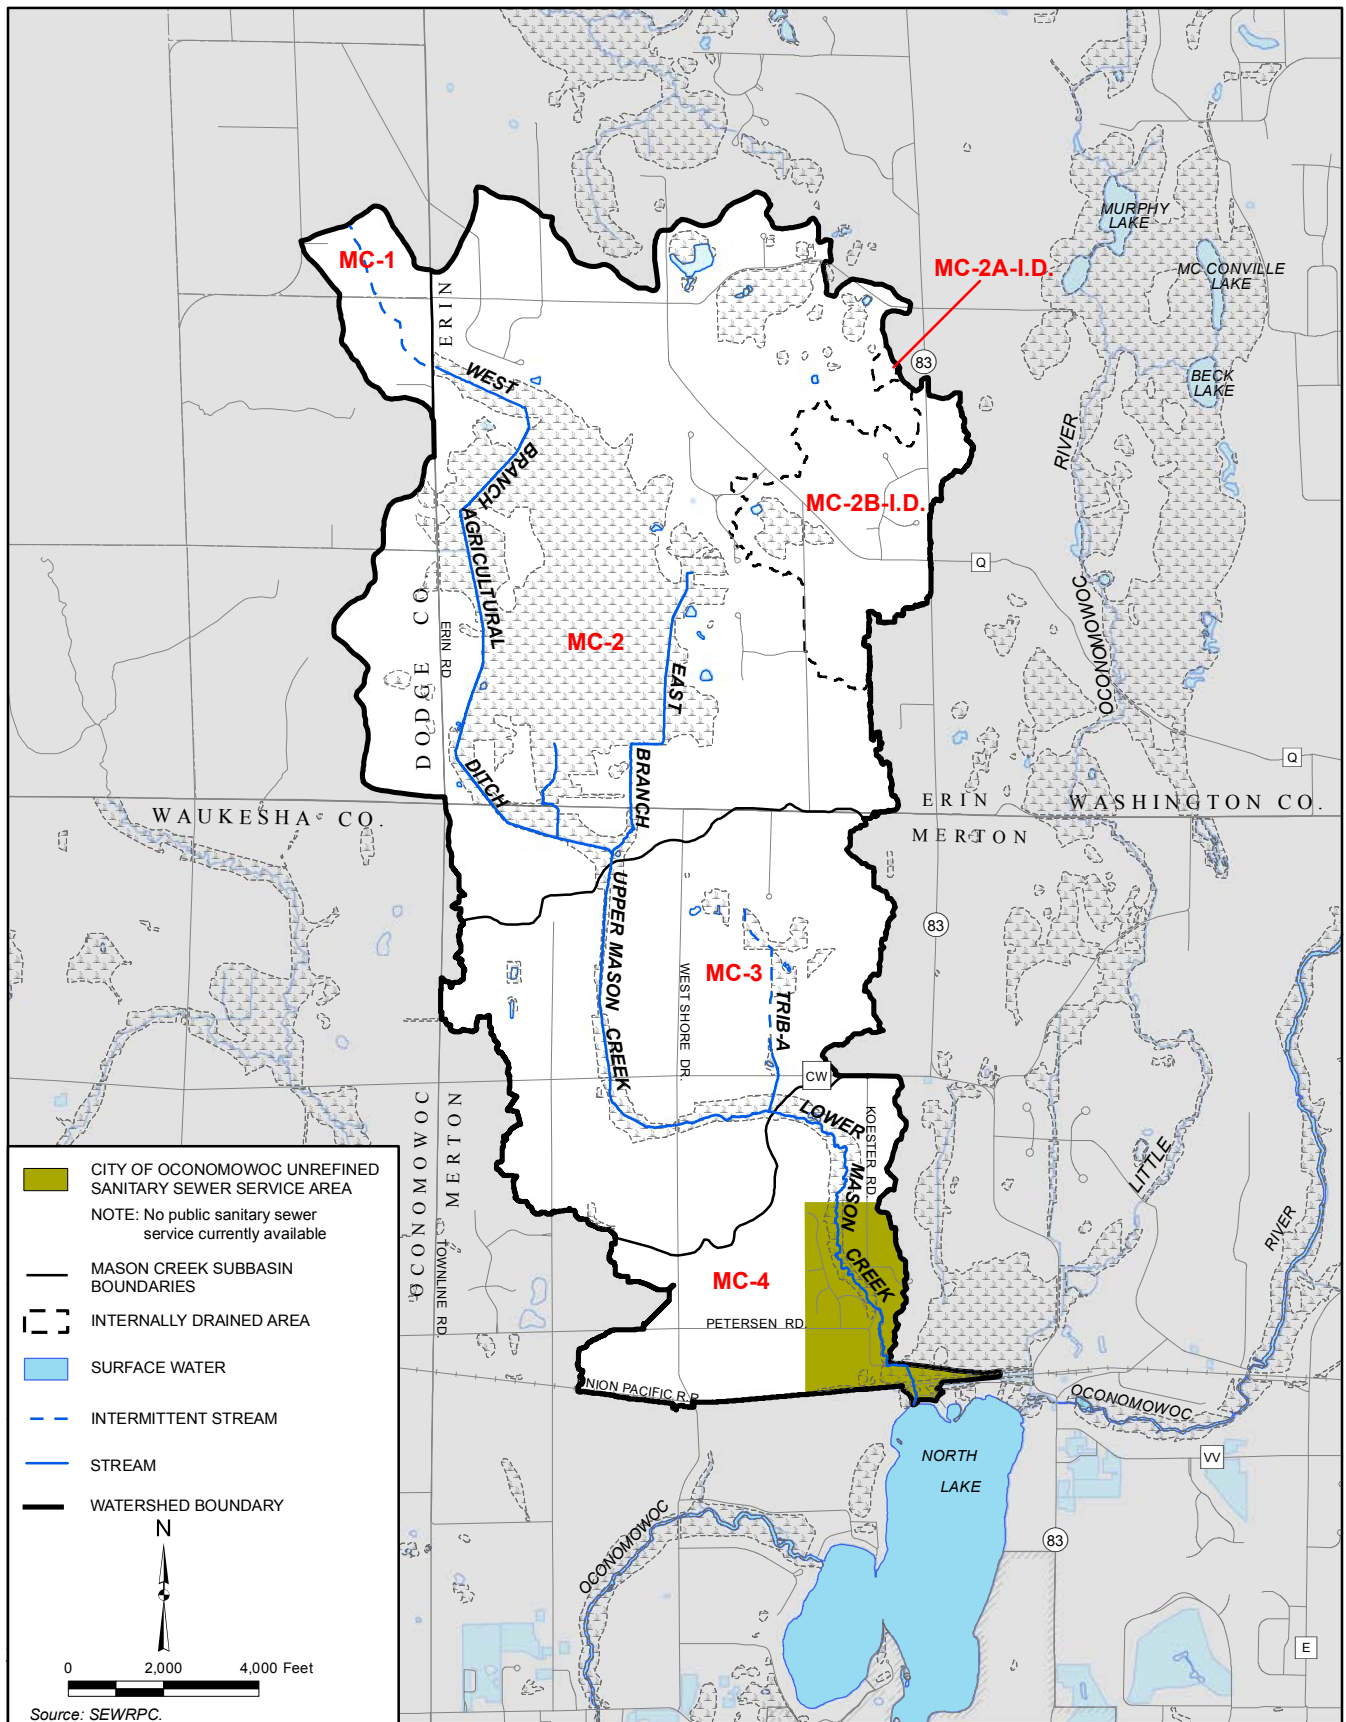 MURPHY
LAKE
MC CONVILLE
LAKE
MC-1
MC-2A-I.D.
ERIN
83
BECK
LAKE
WEST
BRANCH
RIVER
MC-2B-I.D.
AGRICULTURAL
Q
OCONOMOWOC
DODGE CO
ERIN RD
MC-2
EAST
BRANCH
DITCH
Q
WAUKESHA CO.
ERIN
WASHINGTON CO.
MERTON
UPPER MASON CREEK
83
MC-3
WEST SHORE DR.
TRIB-A
CW
LOWER
MASON
CREEK
KOESTER RD.
OCONOMOWOC
MERTON
TOWNLINE RD.
LITTLE
RIVER
MC-4
PETERSEN RD.
NION PACIFIC R.R.
OCONOMOWOC
NORTH
LAKE
VV
83
OCONOMOWOC
E
CITY OF OCONOMOWOC UNREFINED
SANITARY SEWER SERVICE AREA
NOTE: No public sanitary sewer
service currently available
MASON CREEK SUBBASIN
BOUNDARIES
INTERNALLY DRAINED AREA
SURFACE WATER
INTERMITTENT STREAM
STREAM
WATERSHED BOUNDARY
N
0 2,000 4,000 Feet
Source: SEWRPC.